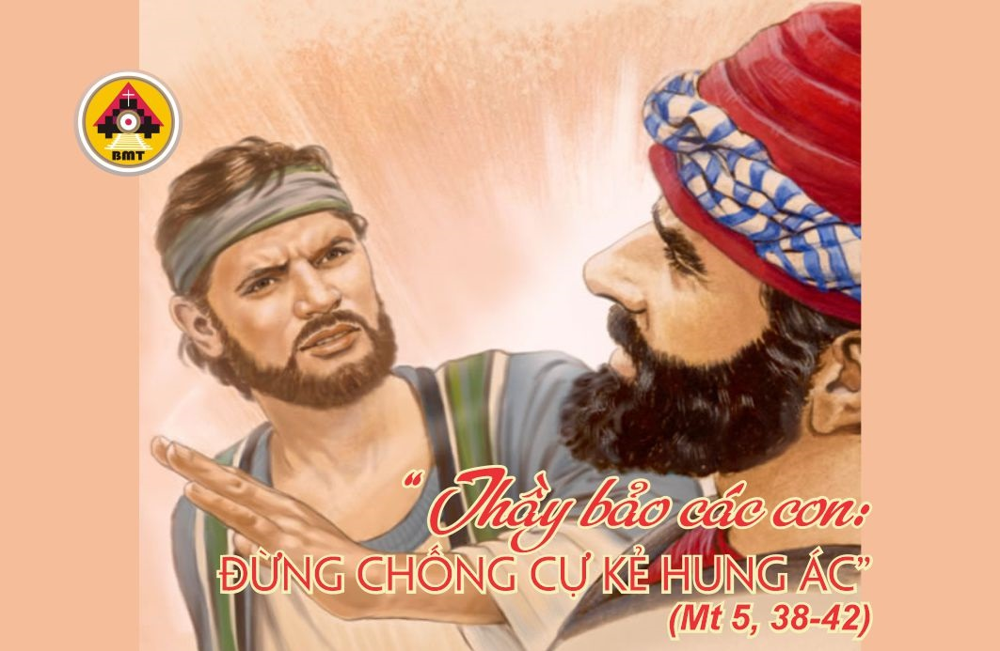 BMT
“Thầy bảo các con:
ĐỪNG CHỐNG CỰ KẺ HUNG ÁC”
(Mt 5, 38-42)